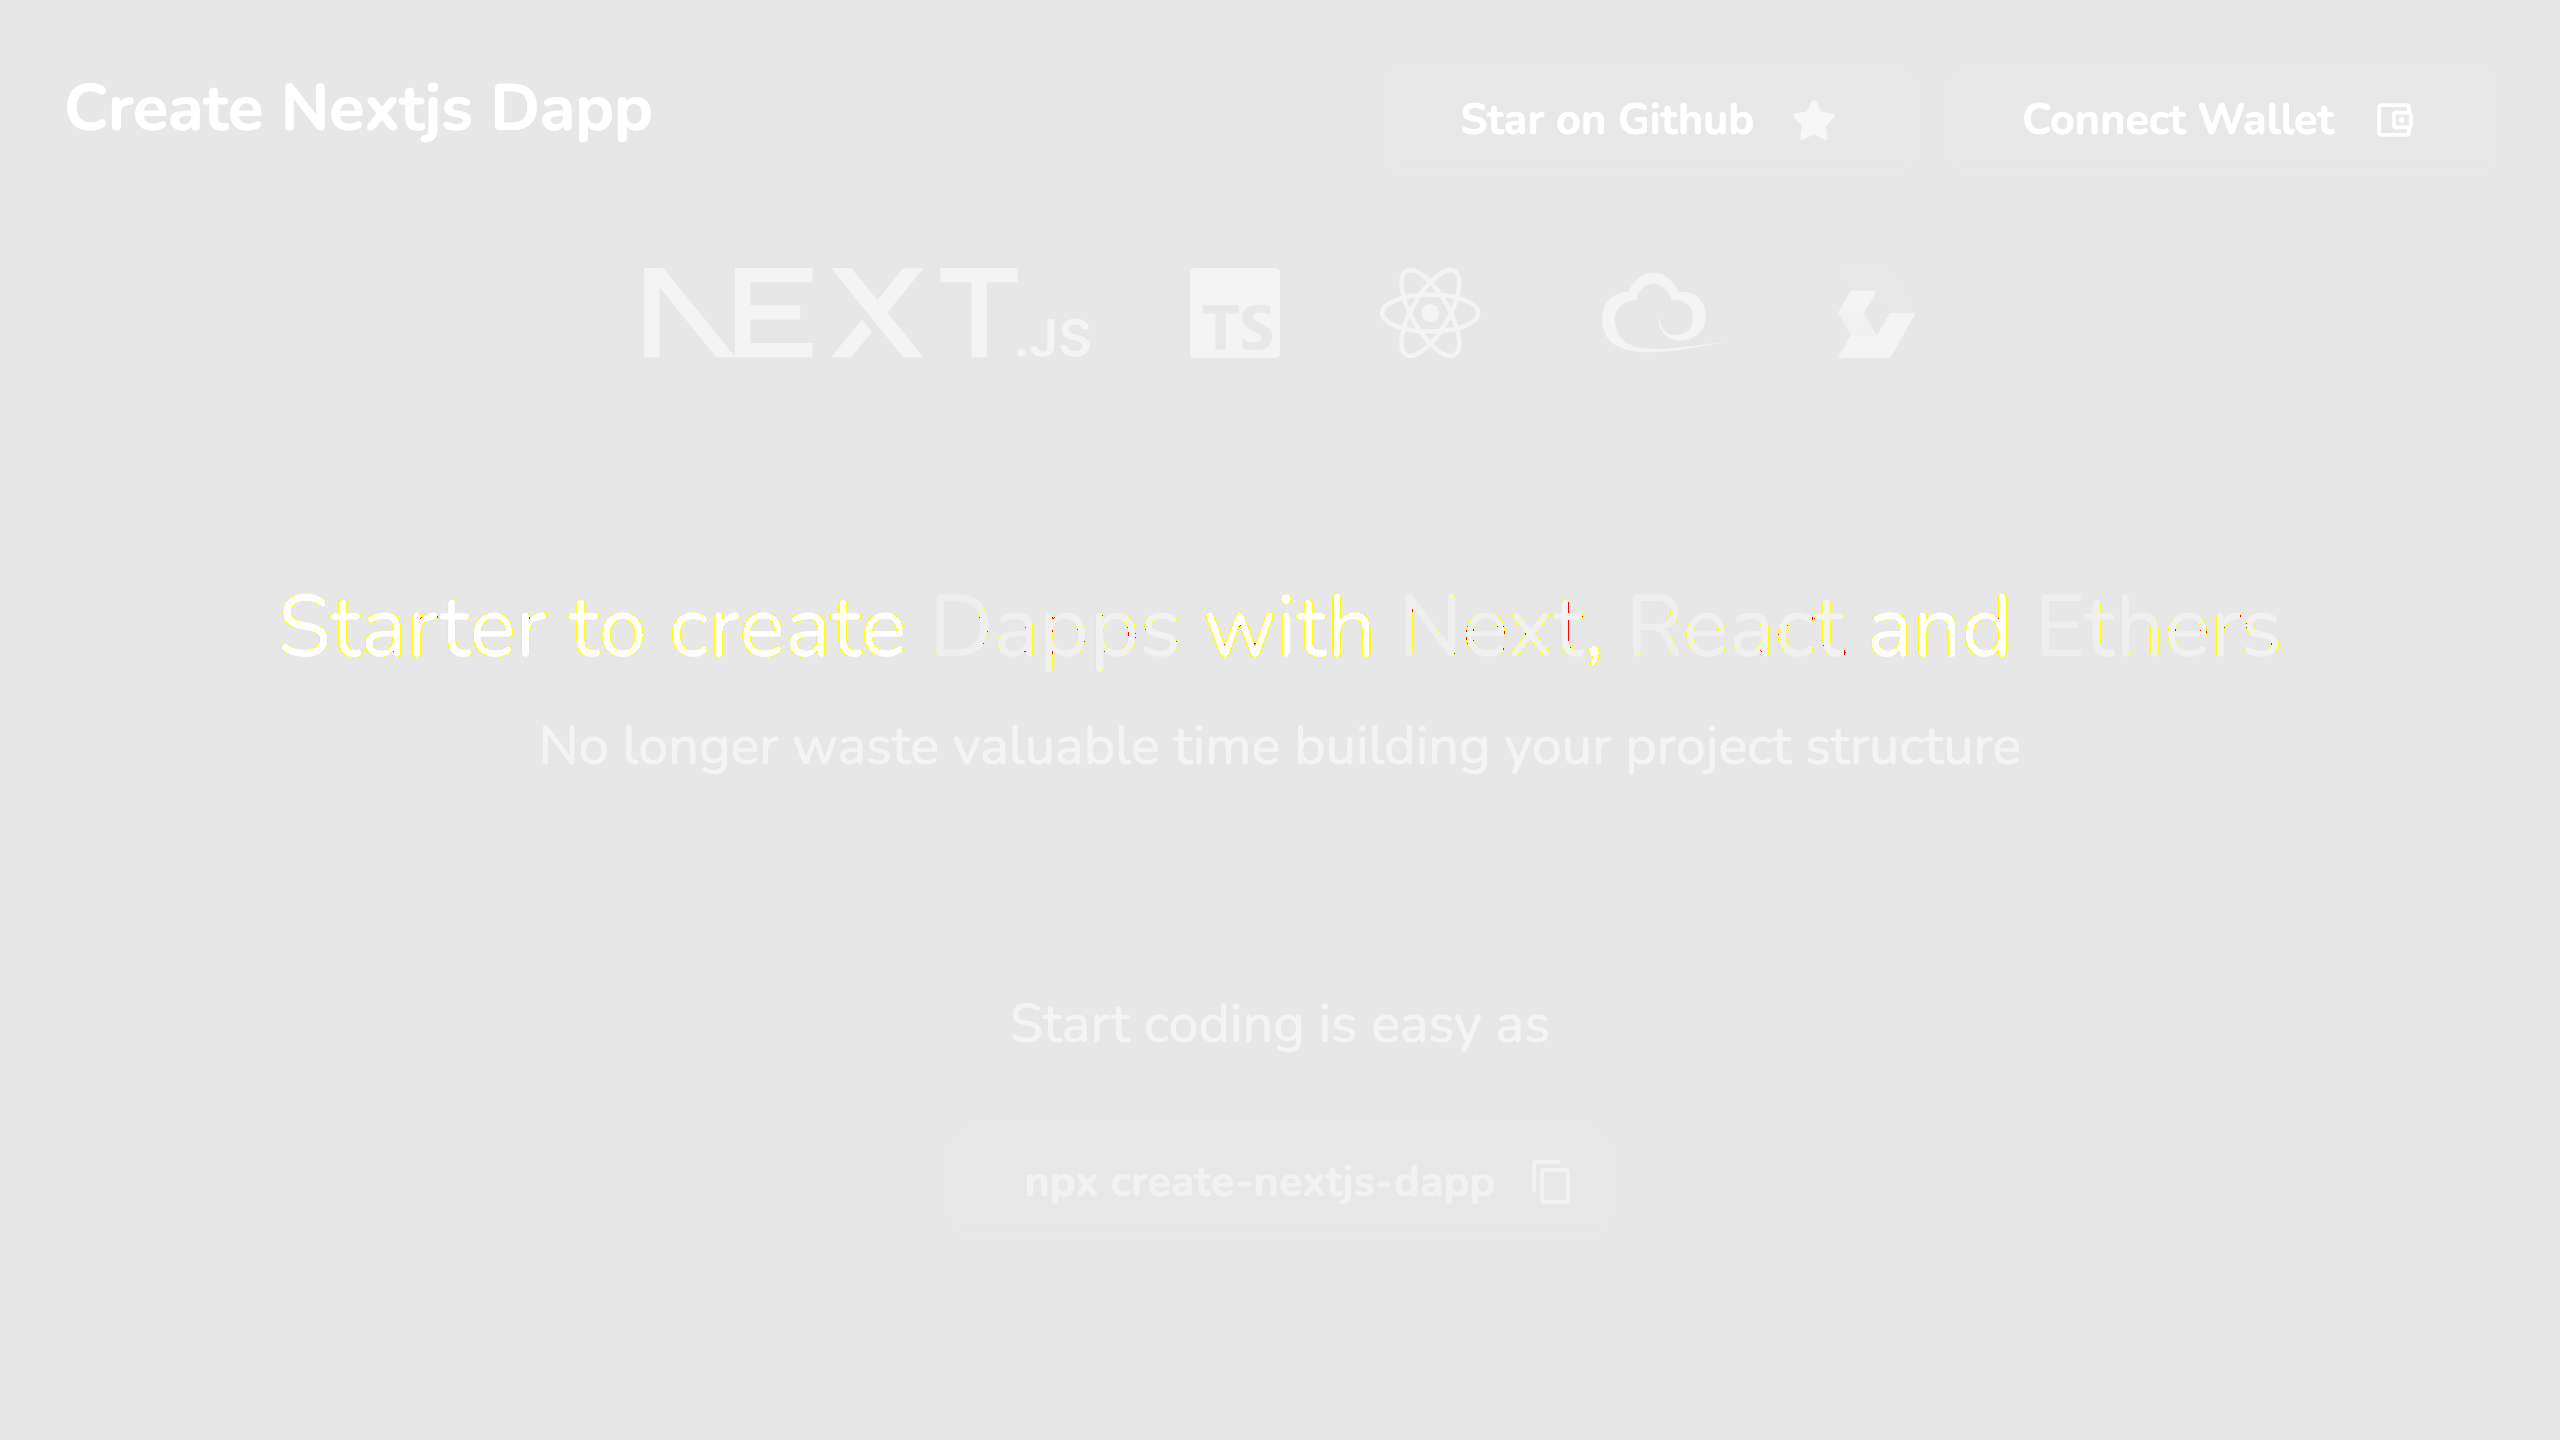 Create Nextjs Dapp
Star on Github
Connect Wallet
NEXT.JS
TS
Starter to create Dapps with Next, React and Ethers
No longer waste valuable time building your project structure
Start coding is easy as
npx create-nextjs-dapp